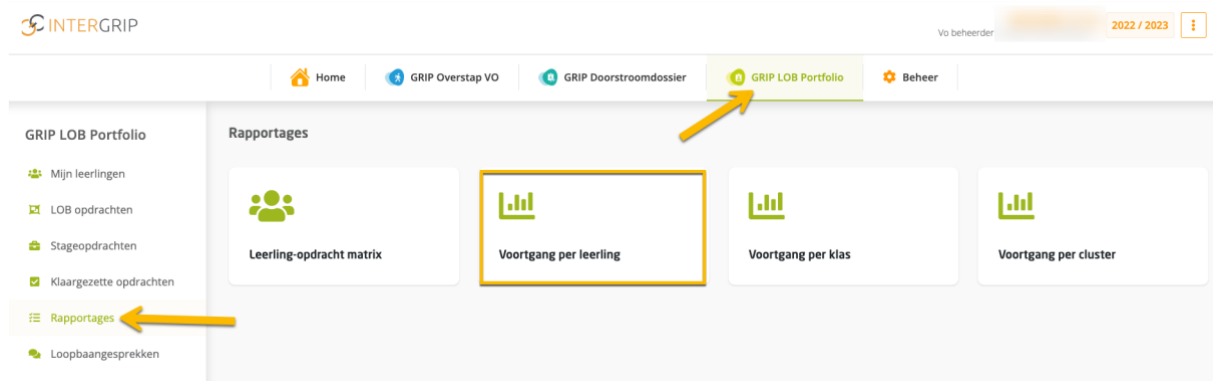 INTERGRIP
Vo beheerder
2022 / 2023
Home
GRIP Overstap VO
GRIP Doorstroomdossier
GRIP LOB Portfolio
Beheer
GRIP LOB Portfolio
Mijn leerlingen
LOB opdrachten
Stageopdrachten
Klaargezette opdrachten
Rapportages
Loopbaangesprekken
Rapportages
Leerling-opdracht matrix
Voortgang per leerling
Voortgang per klas
Voortgang per cluster